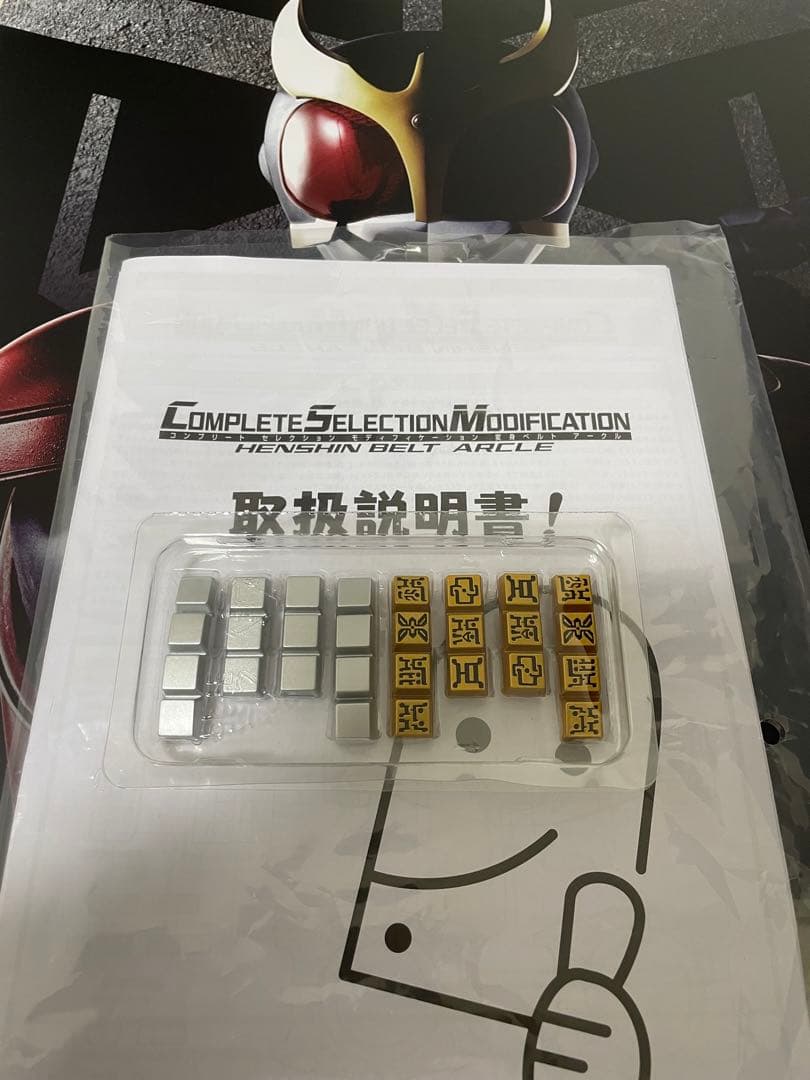 COMPLETE SELECTION MODIFICATION
コンプリート セレクション モディフィケーション 変身ベルト アークル
HENSHIN BELT ARCLE
取扱説明書!